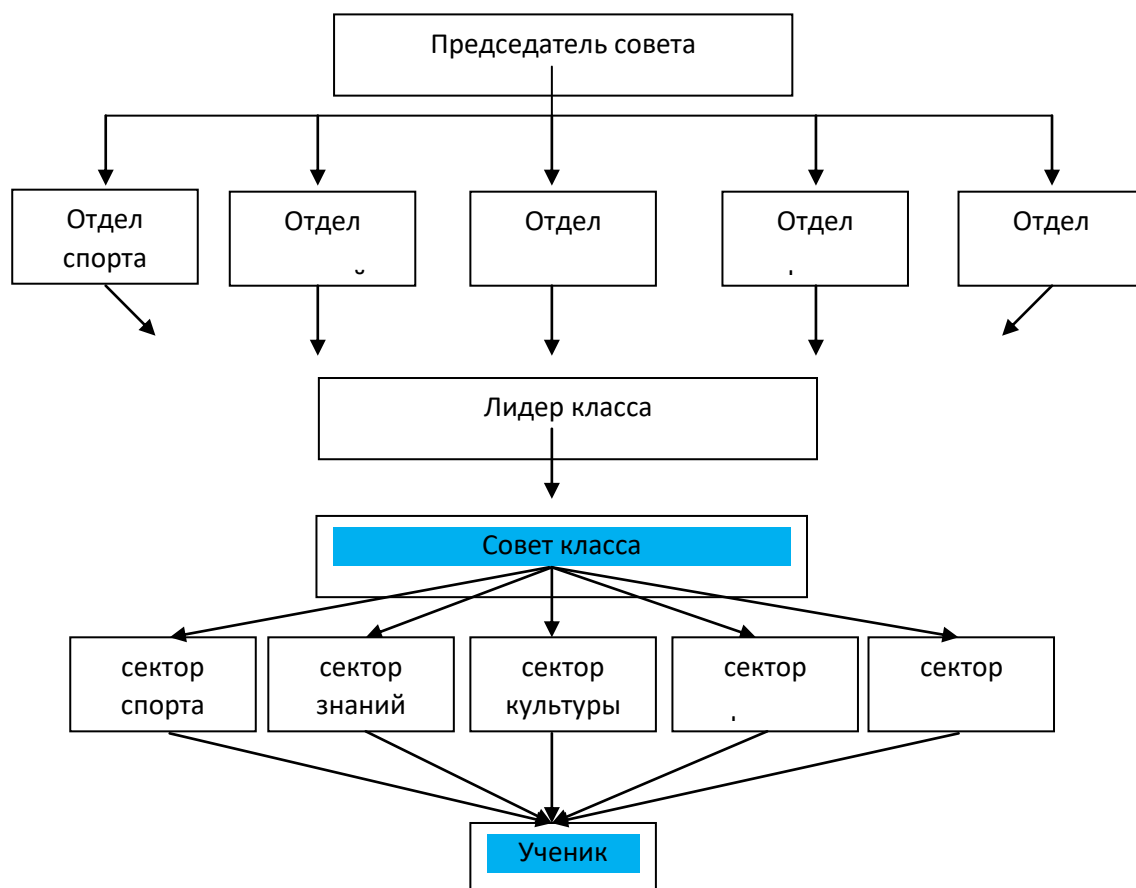 Председатель совета
Отдел
спорта
Отдел
Отдел
Отдел
Отдел
Лидер класса
Совет класса
сектор
спорта
сектор
знаний
сектор
культуры
сектор
сектор
Ученик